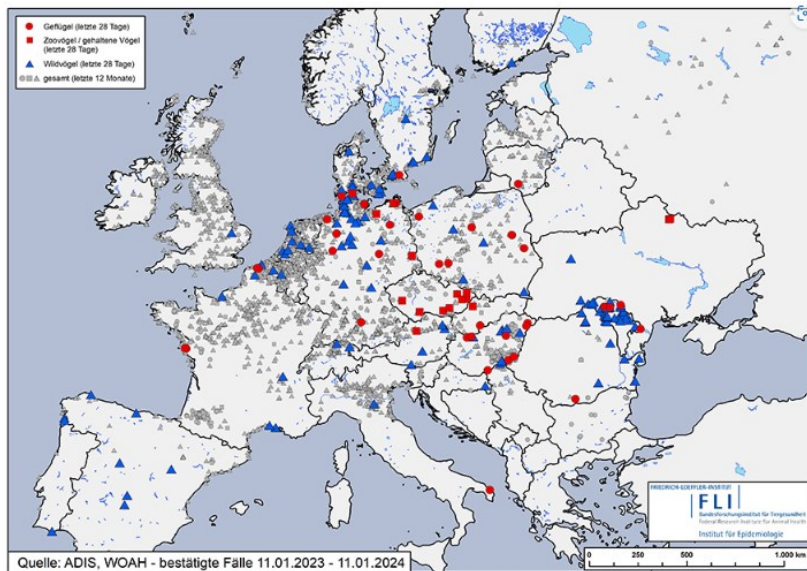 Geflügel (letzte 28 Tage)
Zoovögel / gehaltene Vögel
(letzte 28 Tage)
Wildvögel (letzte 28 Tage)
gesamt (letzte 12 Monate)
FRIEDRICH-LOEFFLER-INSTITUT
FLI
Bundesforschungsinstitut für Tiergesundheit
Federal Research Institute for Animal Health
Institut für Epidemiologie
0 250 500 1.000 km
Quelle: ADIS, WOAH - bestätigte Fälle 11.01.2023 - 11.01.2024